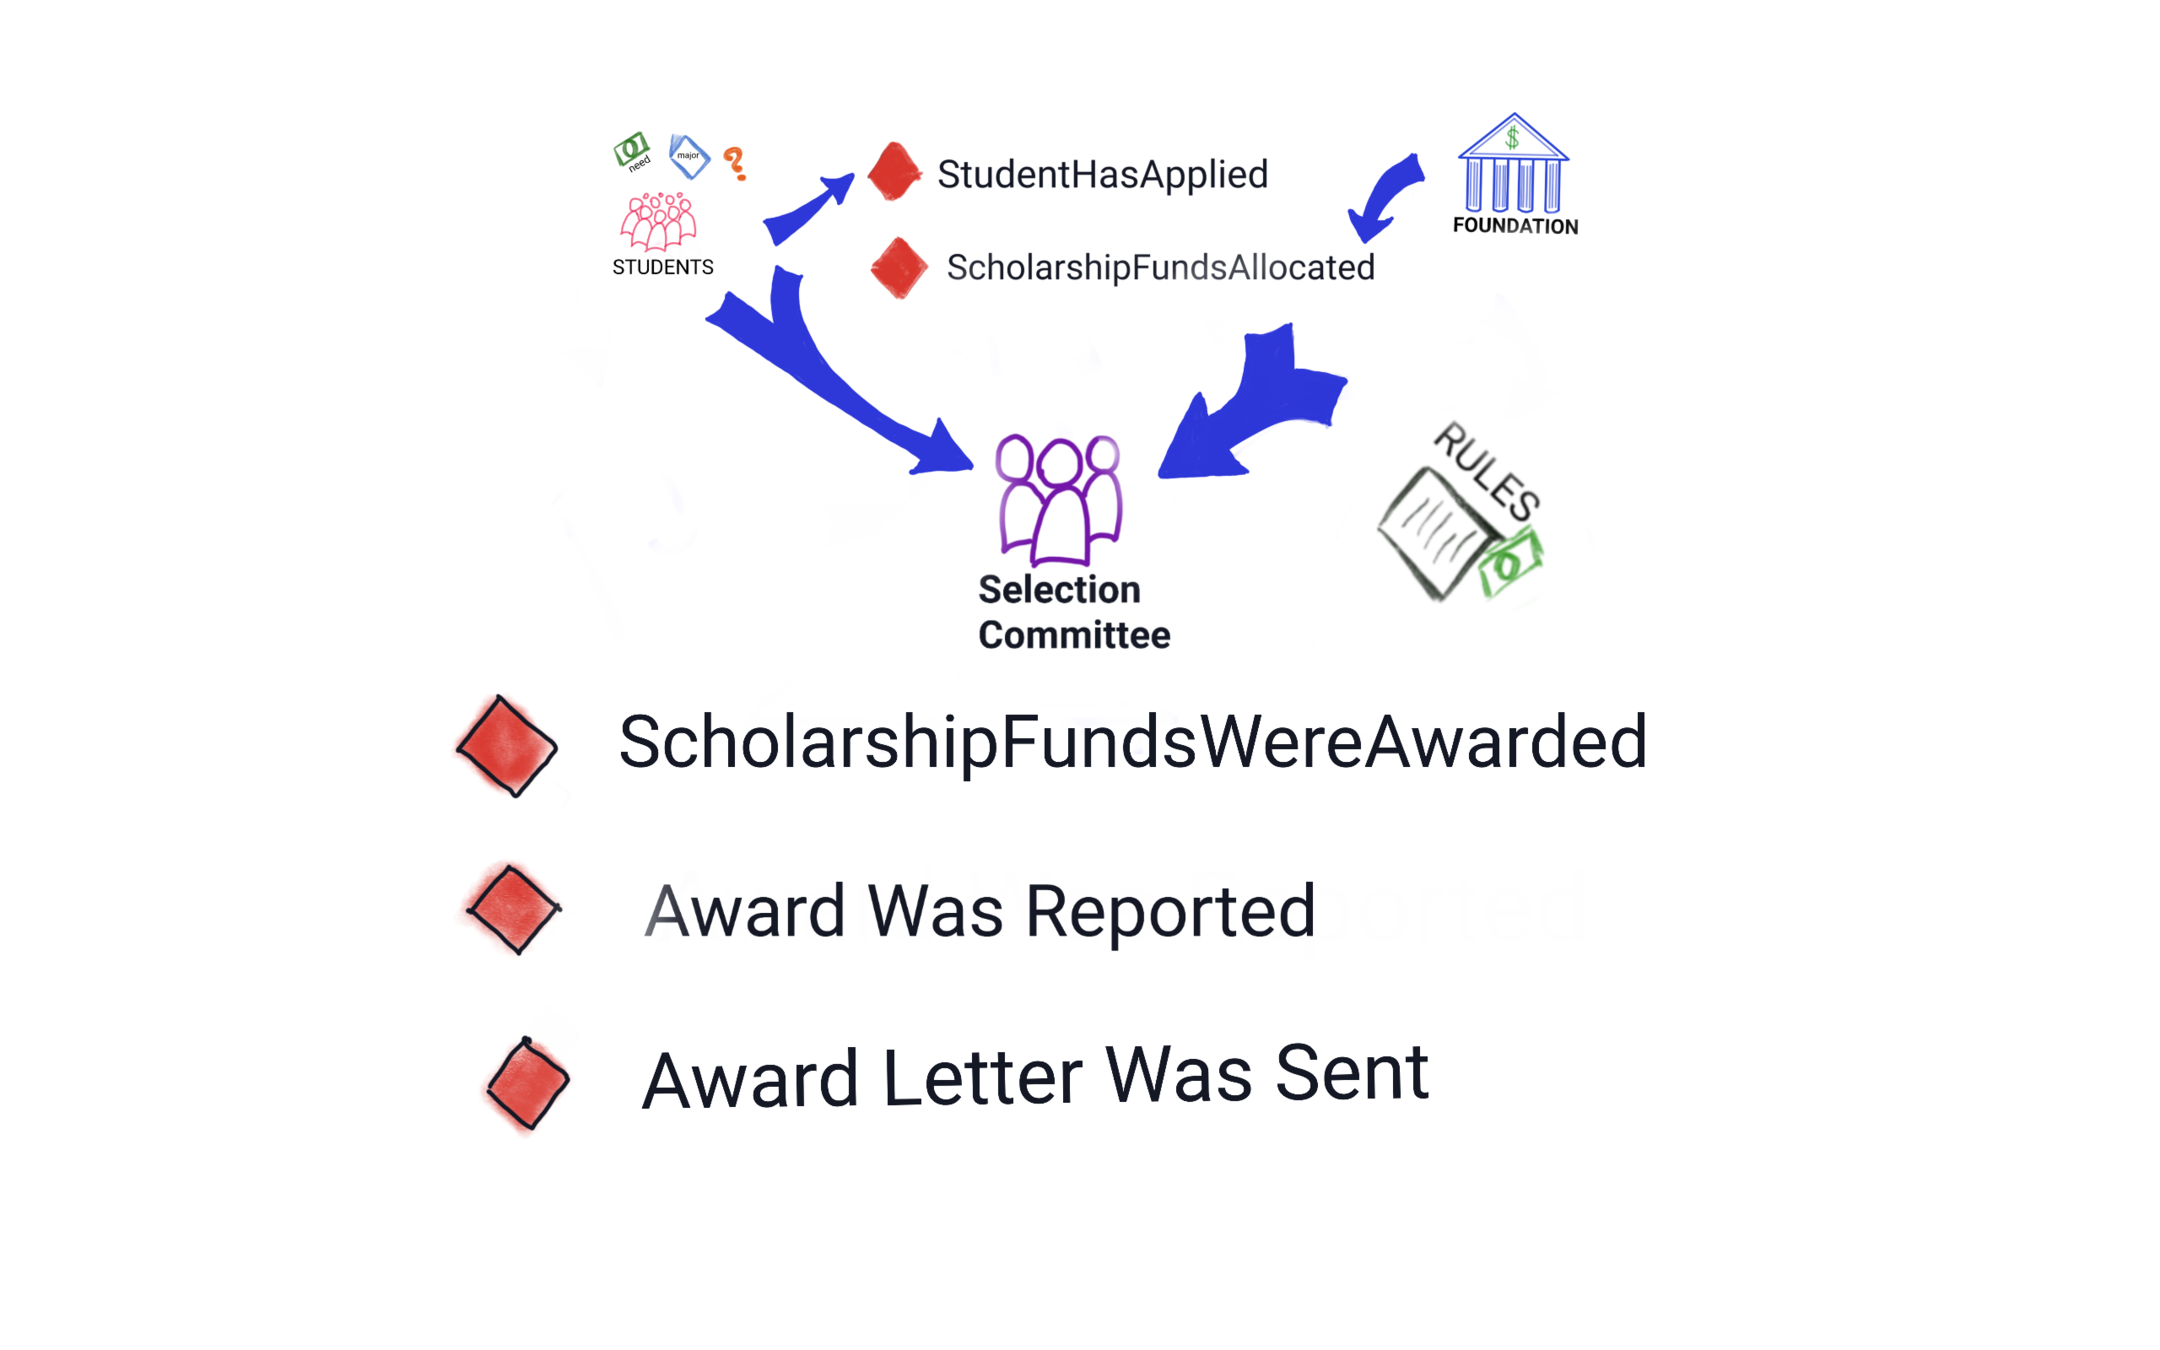 need
major
?
STUDENTS
StudentHasApplied
ScholarshipFundsAllocated
$
FOUNDATION
RULES
Selection
Committee
ScholarshipFundsWereAwarded
Award Was Reported
Award Letter Was Sent